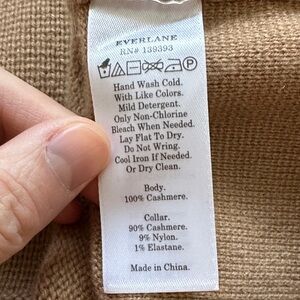 EVERLANE
RN# 139393
Hand Wash Cold.
With Like Colors.
Mild Detergent.
Only Non-Chlorine
Bleach When Needed.
Lay Flat To Dry.
Do Not Wring.
Cool Iron If Needed.
Or Dry Clean.
Body.
100% Cashmere.
Collar.
90% Cashmere.
9% Nylon.
1% Elastane.
Made in China.